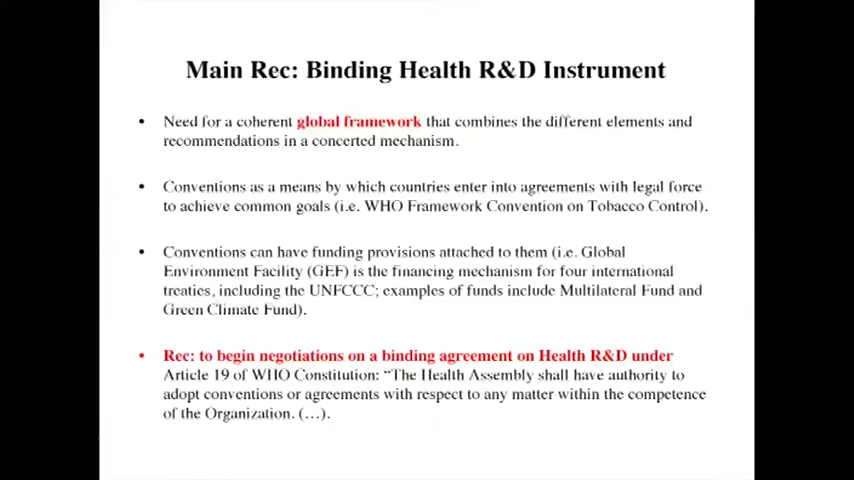 Main Rec: Binding Health R&D Instrument
• Need for a coherent global framework that combines the different elements and
recommendations in a concerted mechanism.
• Conventions as a means by which countries enter into agreements with legal force
to achieve common goals (i.e. WHO Framework Convention on Tobacco Control).
• Conventions can have funding provisions attached to them (i.e. Global
Environment Facility (GEF) is the financing mechanism for four international
treaties, including the UNFCCC; examples of funds include Multilateral Fund and
Green Climate Fund).
• Rec: to begin negotiations on a binding agreement on Health R&D under
Article 19 of WHO Constitution: “The Health Assembly shall have authority to
adopt conventions or agreements with respect to any matter within the competence
of the Organization. (…).